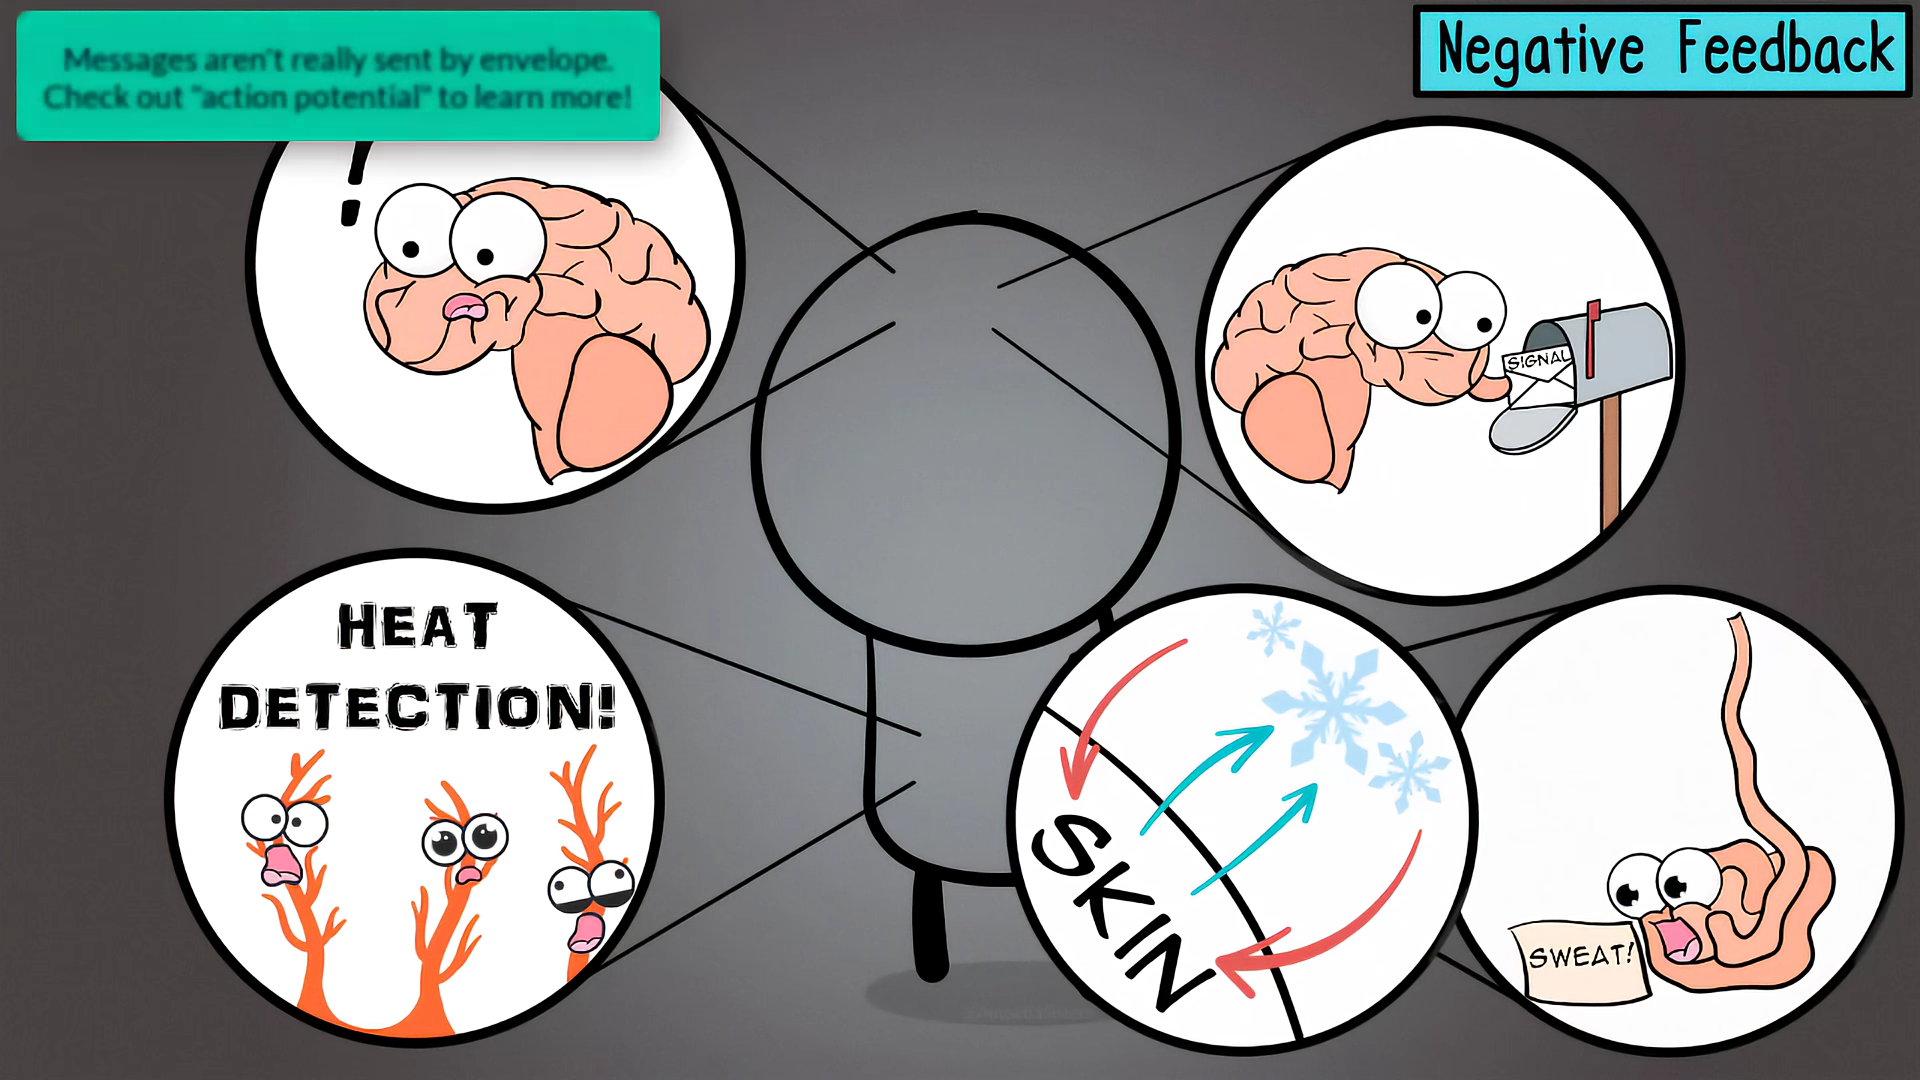 Messages aren't really sent by envelope.
Check out "action potential" to learn more!
Negative Feedback
!
SIGNAL
HEAT
DETECTION!
SKIN
SWEAT!